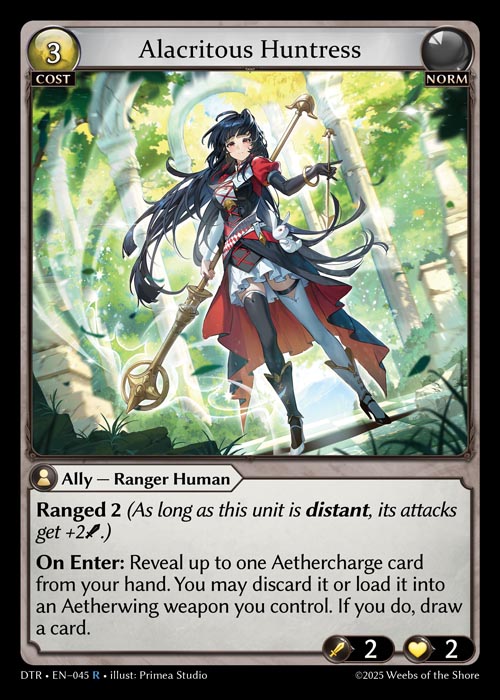 3
Alacritous Huntress
COST
NORM
Ally — Ranger Human
Ranged 2 (As long as this unit is distant, its attacks
get +2.)
On Enter: Reveal up to one Aethercharge card
from your hand. You may discard it or load it into
an Aetherwing weapon you control. If you do, draw
a card.
2
2
DTR • EN–045 R • illust: Primea Studio
©2025 Weebs of the Shore